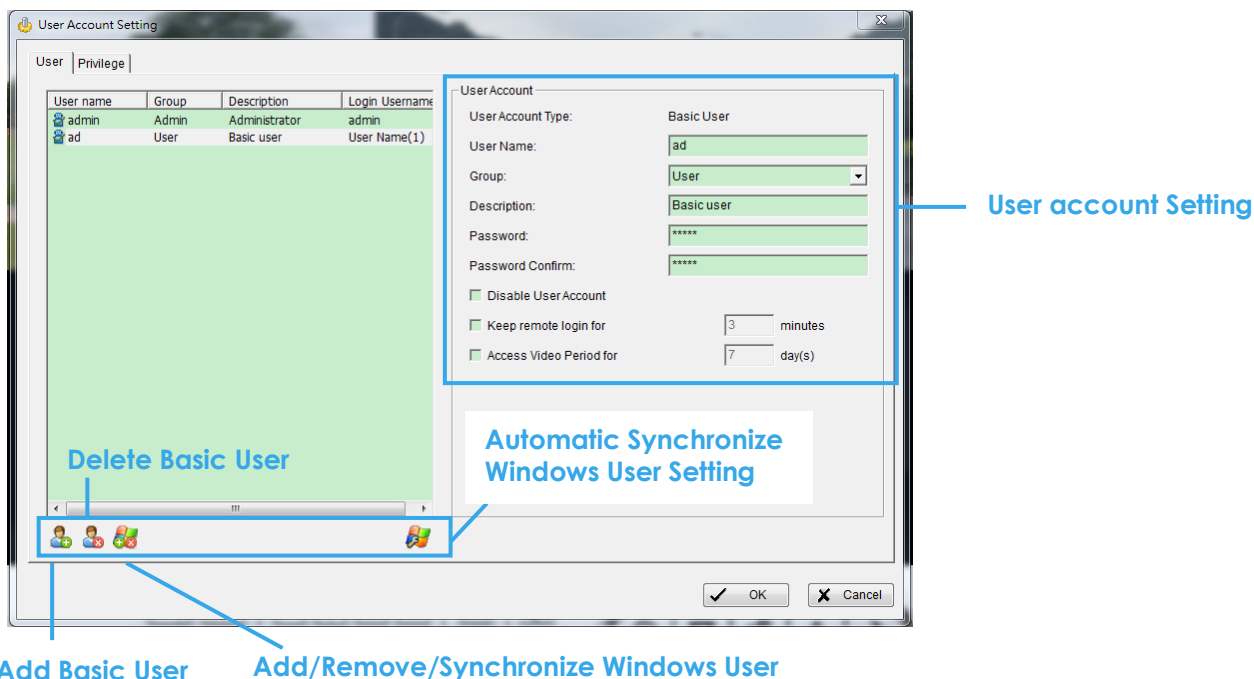 User Account Setting
User Privilege
User name Group Description Login Username
admin Admin Administrator admin
ad User Basic user User Name(1)
User Account
User Account Type: Basic User
User Name: ad
Group: User
Description: Basic user
Password: *****
Password Confirm: *****
Disable User Account
Keep remote login for 3 minutes
Access Video Period for 7 day(s)
User account Setting
Delete Basic User
Automatic Synchronize
Windows User Setting
OK Cancel
Add Basic User
Add/Remove/Synchronize Windows User